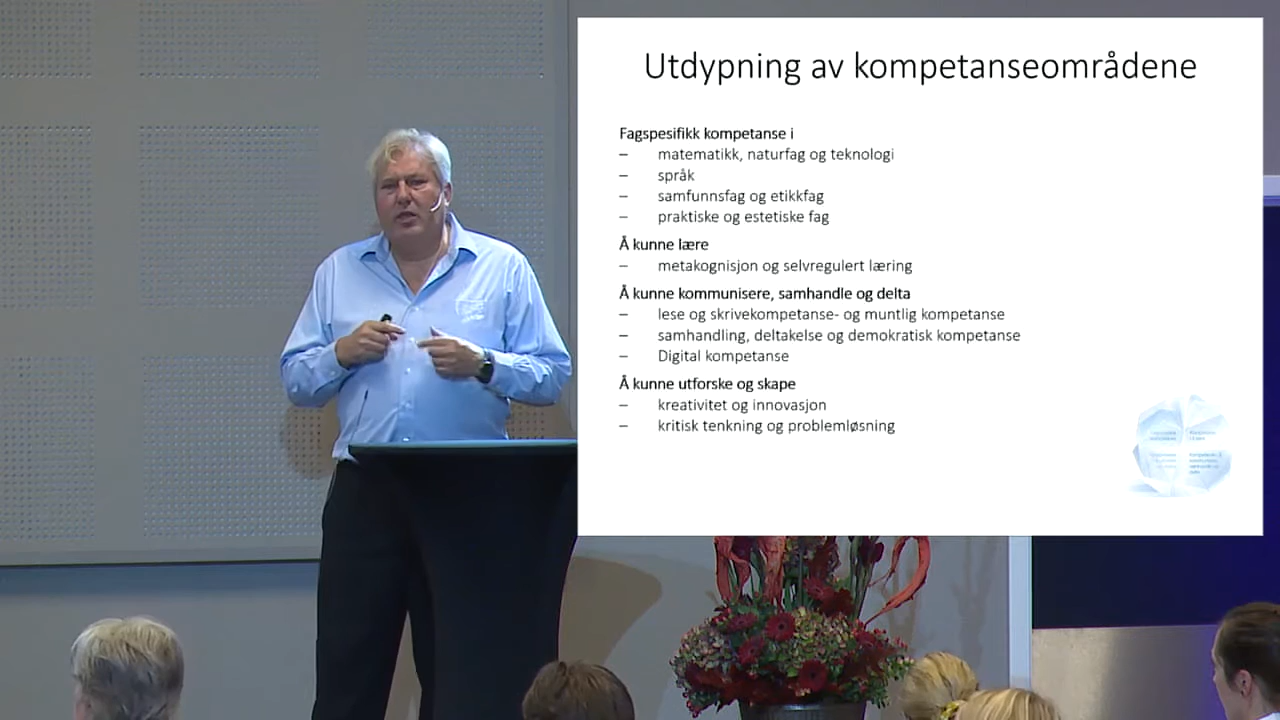 Utdypning av kompetanseområdene
Fagspesifikk kompetanse i
– matematikk, naturfag og teknologi
– språk
– samfunnsfag og etikkfag
– praktiske og estetiske fag
Å kunne lære
– metakognisjon og selvregulert læring
Å kunne kommunisere, samhandle og delta
– lese og skrivekompetanse- og muntlig kompetanse
– samhandling, deltakelse og demokratisk kompetanse
– Digital kompetanse
Å kunne utforske og skape
– kreativitet og innovasjon
– kritisk tenkning og problemløsning